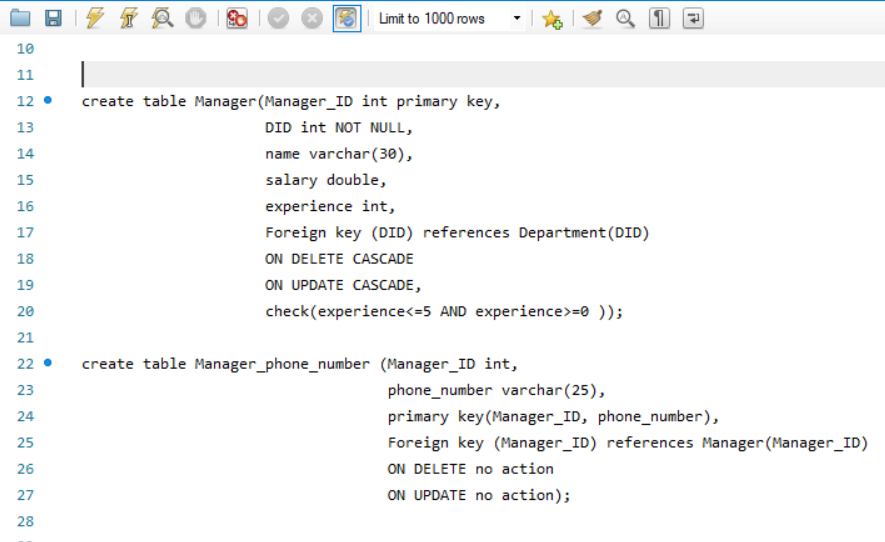 Limit to 1000 rows
10
11
12 create table Manager(Manager_ID int primary key,
13 DID int NOT NULL,
14 name varchar(30),
15 salary double,
16 experience int,
17 Foreign key (DID) references Department(DID)
18 ON DELETE CASCADE
19 ON UPDATE CASCADE,
20 check(experience<=5 AND experience>=0 ));
21
22 create table Manager_phone_number (Manager_ID int,
23 phone_number varchar(25),
24 primary key(Manager_ID, phone_number),
25 Foreign key (Manager_ID) references Manager(Manager_ID)
26 ON DELETE no action
27 ON UPDATE no action);
28